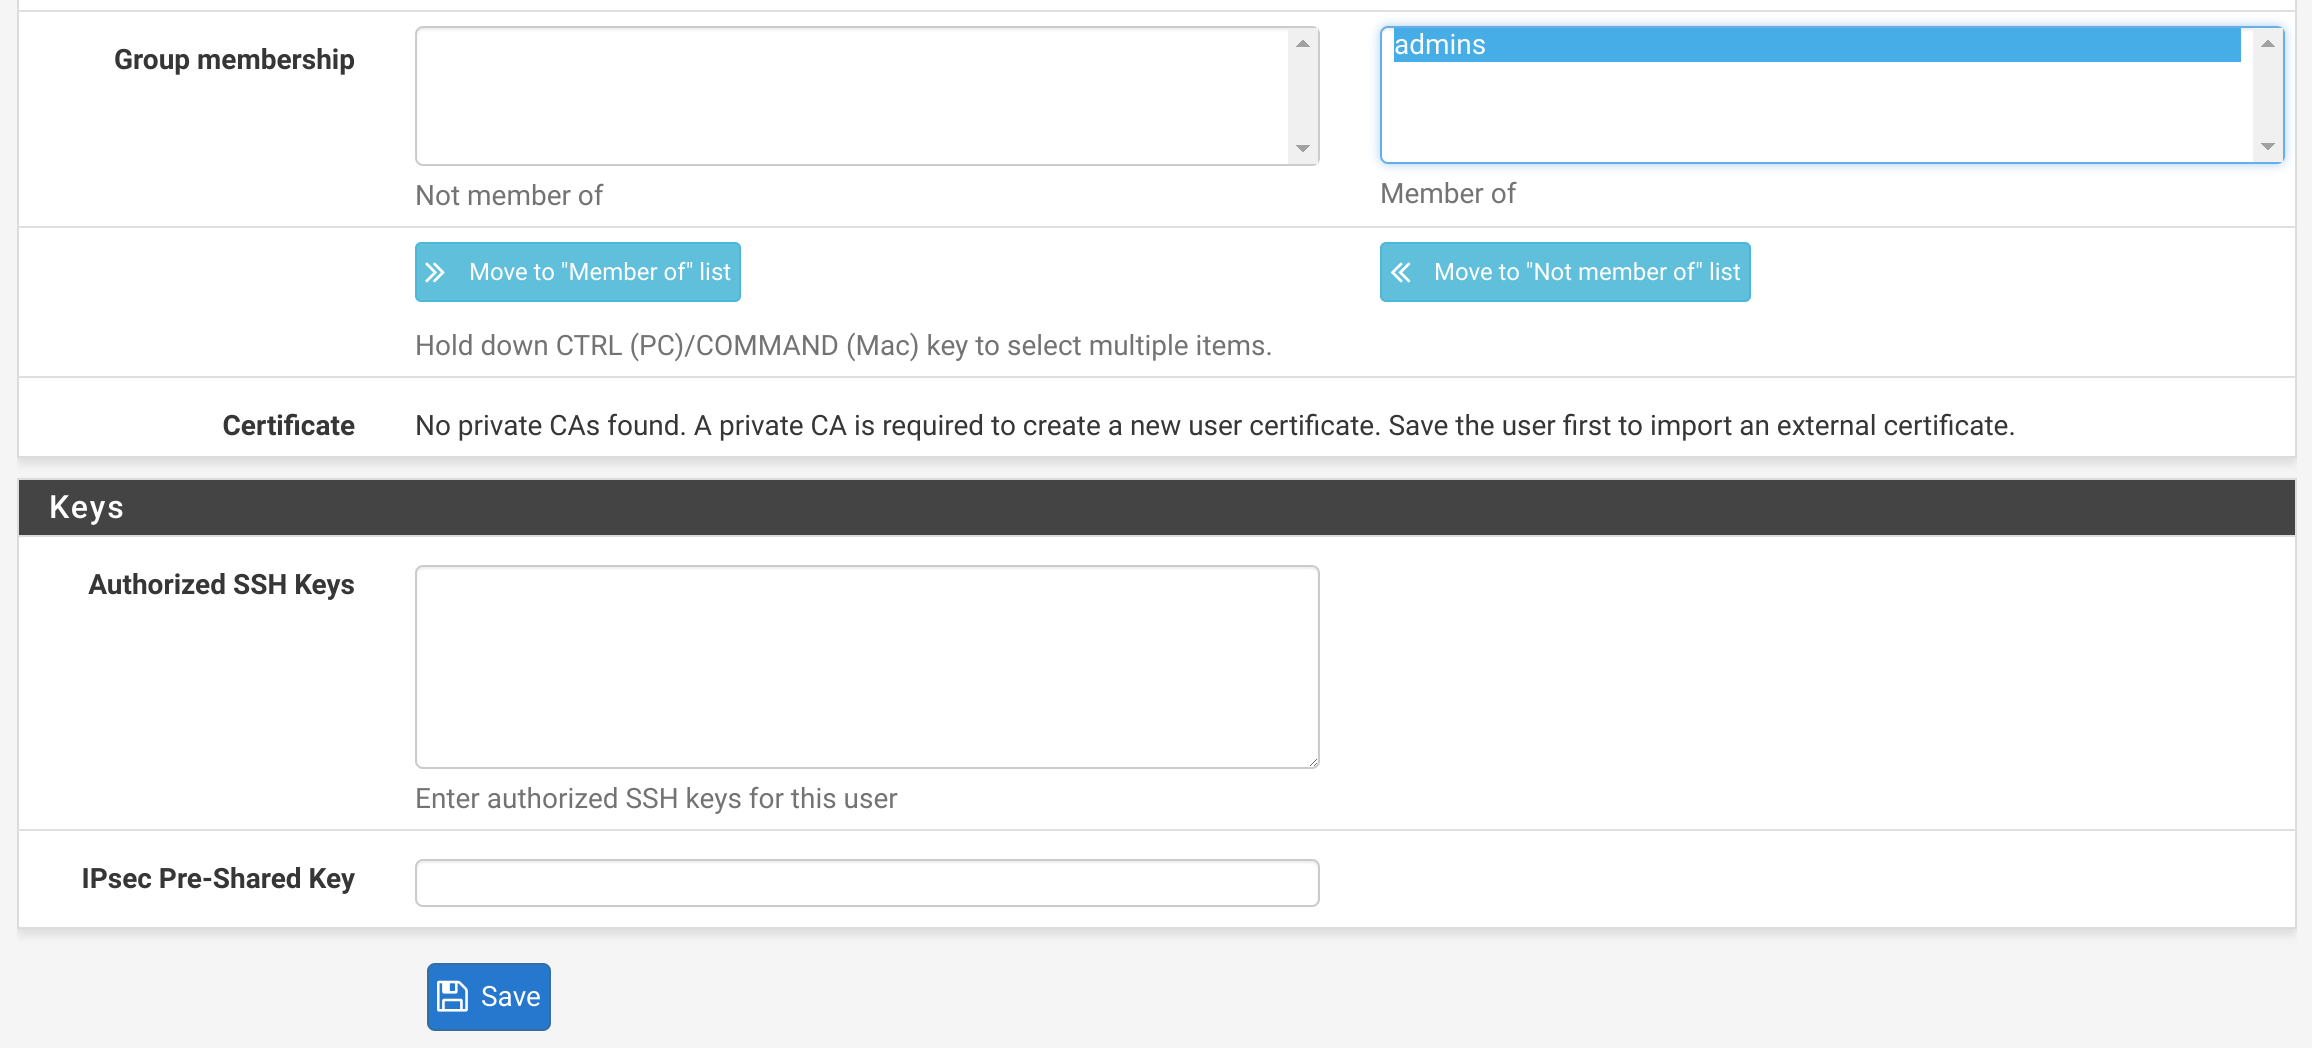 Group membership
admins
Not member of
Member of
Move to "Member of" list
Move to "Not member of" list
Hold down CTRL (PC)/COMMAND (Mac) key to select multiple items.
Certificate
No private CAs found. A private CA is required to create a new user certificate. Save the user first to import an external certificate.
Keys
Authorized SSH Keys
Enter authorized SSH keys for this user
IPsec Pre-Shared Key
Save